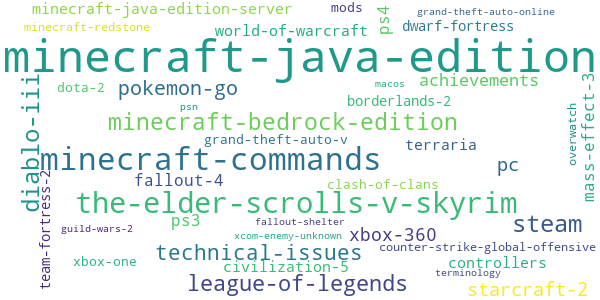 minecraft-java-edition-server
mods
ps4
grand-theft-auto-online
minecraft-redstone
world-of-warcraft
dwarf-fortress
minecraft-java-edition
diablo-iii
dota-2
pokemon-go
macos
achievements
mass-effect-3
psn
borderlands-2
minecraft-bedrock-edition
overwatch
grand-theft-auto-v
terraria
minecraft-commands
pc
team-fortress-2
fallout-4
clash-of-clans
the-elder-scrolls-v-skyrim
ps3
fallout-shelter
steam
guild-wars-2
xcom-enemy-unknown
xbox-360
technical-issues
counter-strike-global-offensive
xbox-one
civilization-5
controllers
terminology
league-of-legends
starcraft-2